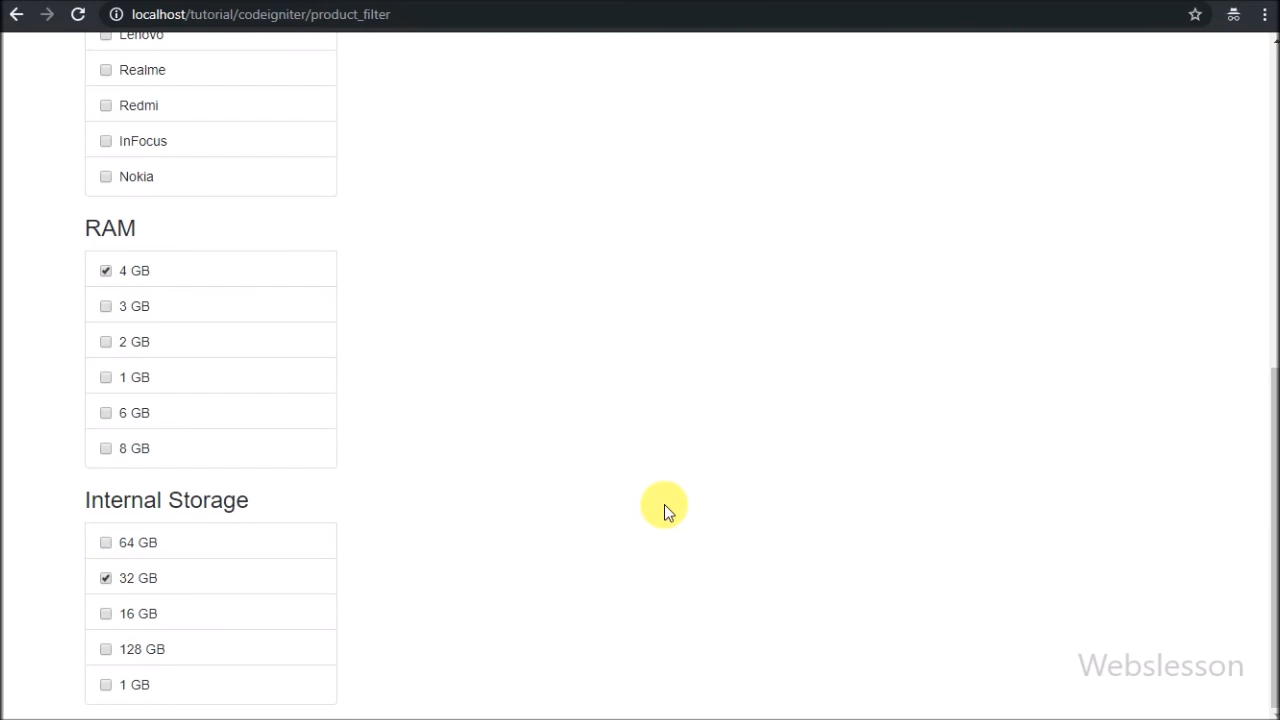 localhost/tutorial/codeigniter/product_filter
Lenovo
Realme
Redmi
InFocus
Nokia
RAM
4 GB
3 GB
2 GB
1 GB
6 GB
8 GB
Internal Storage
64 GB
32 GB
16 GB
128 GB
1 GB
Webslesson